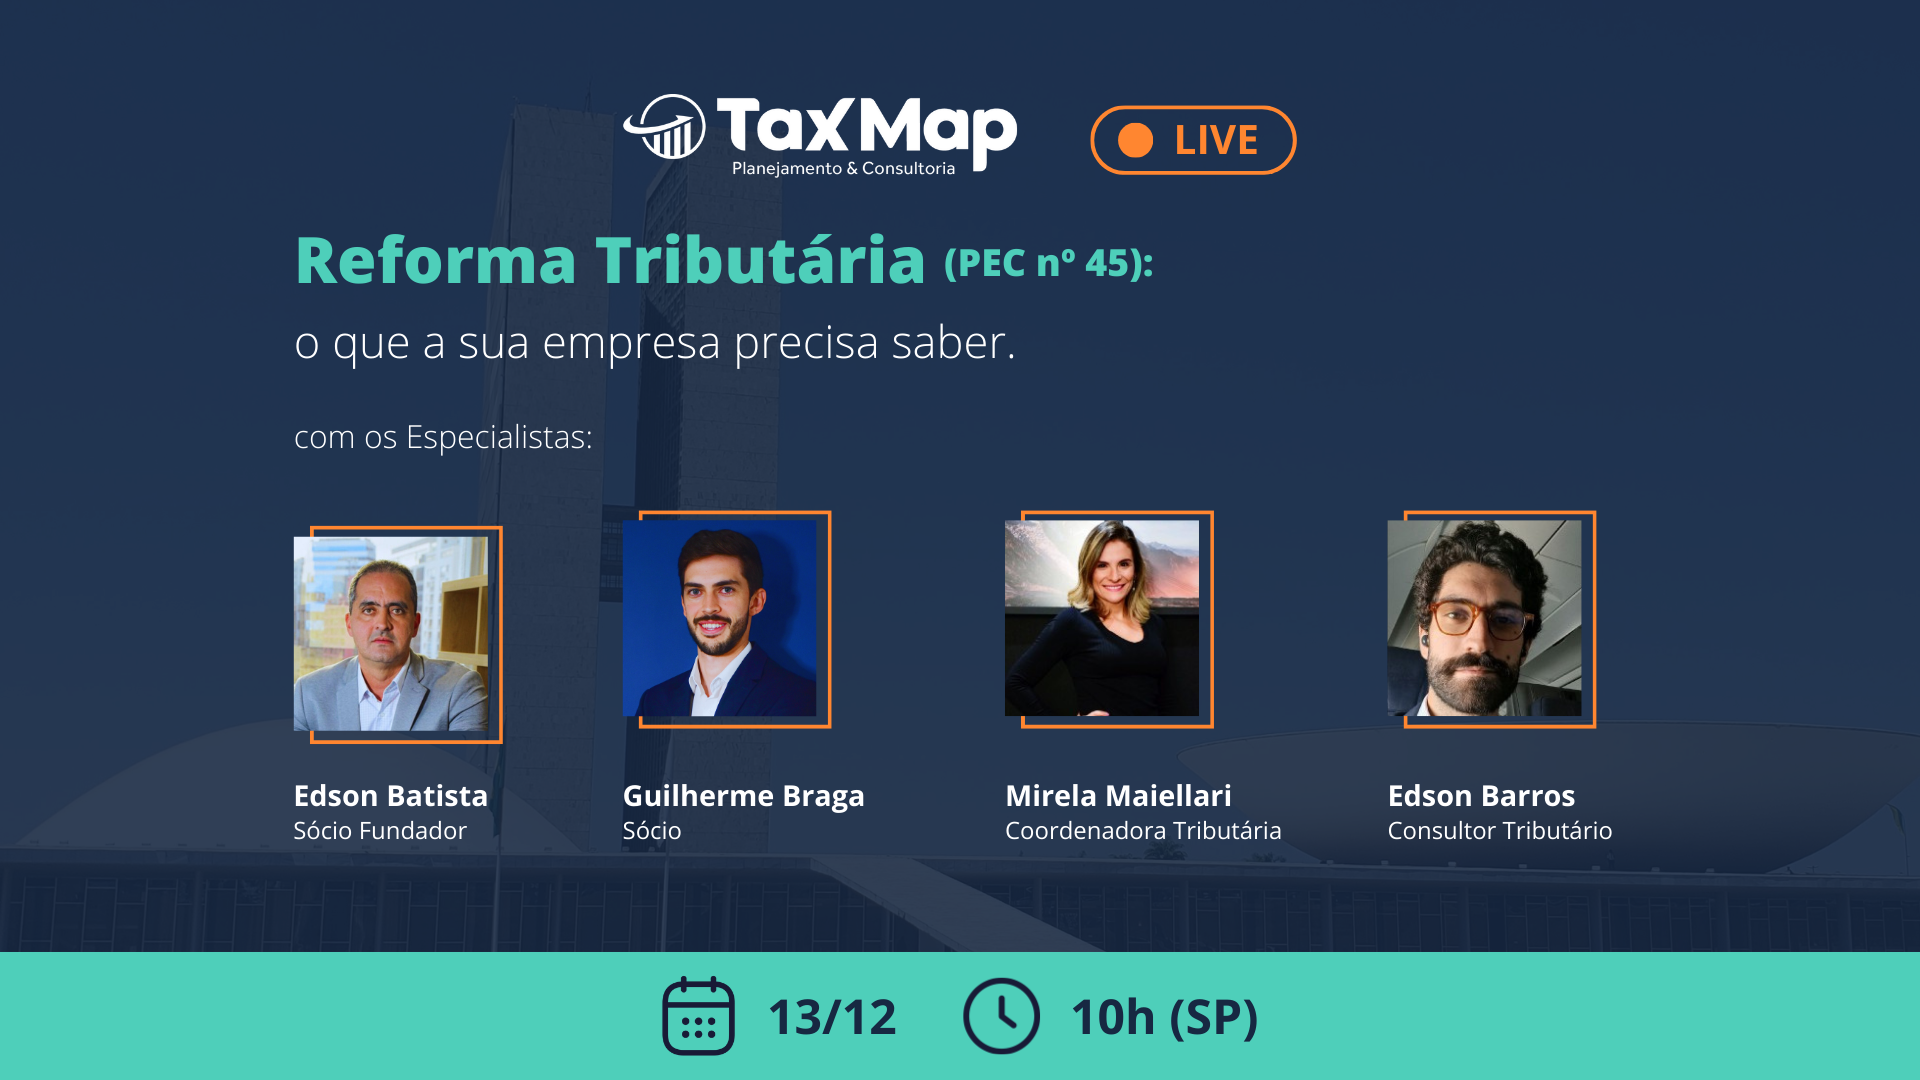 TaxMap
Planejamento & Consultoria
LIVE
Reforma Tributária (PEC nº 45):
o que a sua empresa precisa saber.
com os Especialistas:
Edson Batista
Sócio Fundador
Guilherme Braga
Sócio
Mirela Maiellari
Coordenadora Tributária
Edson Barros
Consultor Tributário
13/12
10h (SP)